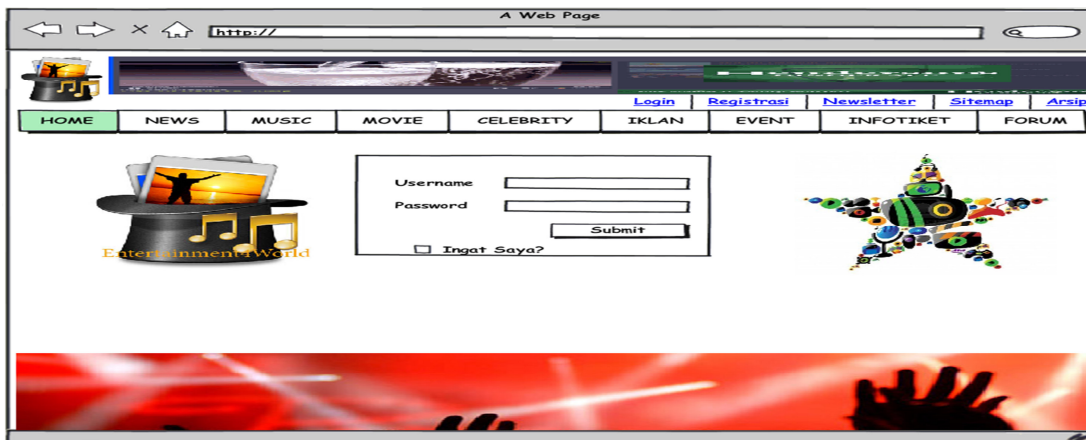 A Web Page
http://
Login Registrasi Newsletter Sitemap Arsip
HOME NEWS MUSIC MOVIE CELEBRITY IKLAN EVENT INFOTIKET FORUM
Username
Password
Submit
Ingat Saya?
Entertainment4World